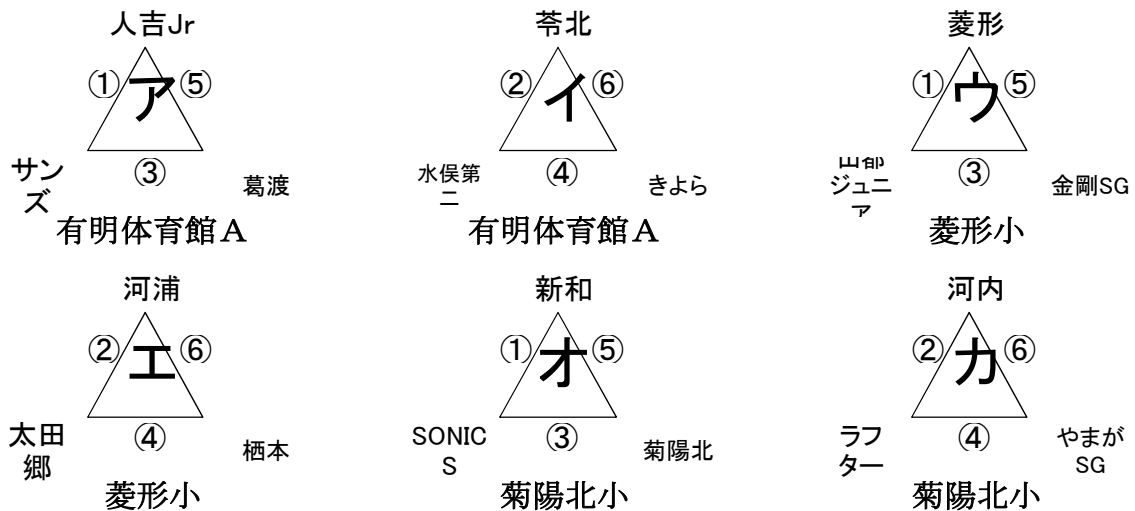 人吉Jr
① ア ⑤
③
サン
ズ
葛渡
有明体育館A
苓北
② イ ⑥
④
水俣第
二
きよら
有明体育館A
菱形
① ウ ⑤
③
山都
ジュニ
ア
金剛SG
菱形小
河浦
② エ ⑥
④
太田
郷
栖本
菱形小
新和
① オ ⑤
③
SONIC
S
菊陽北
菊陽北小
河内
② カ ⑥
④
ラフ
ター
やまが
SG
菊陽北小